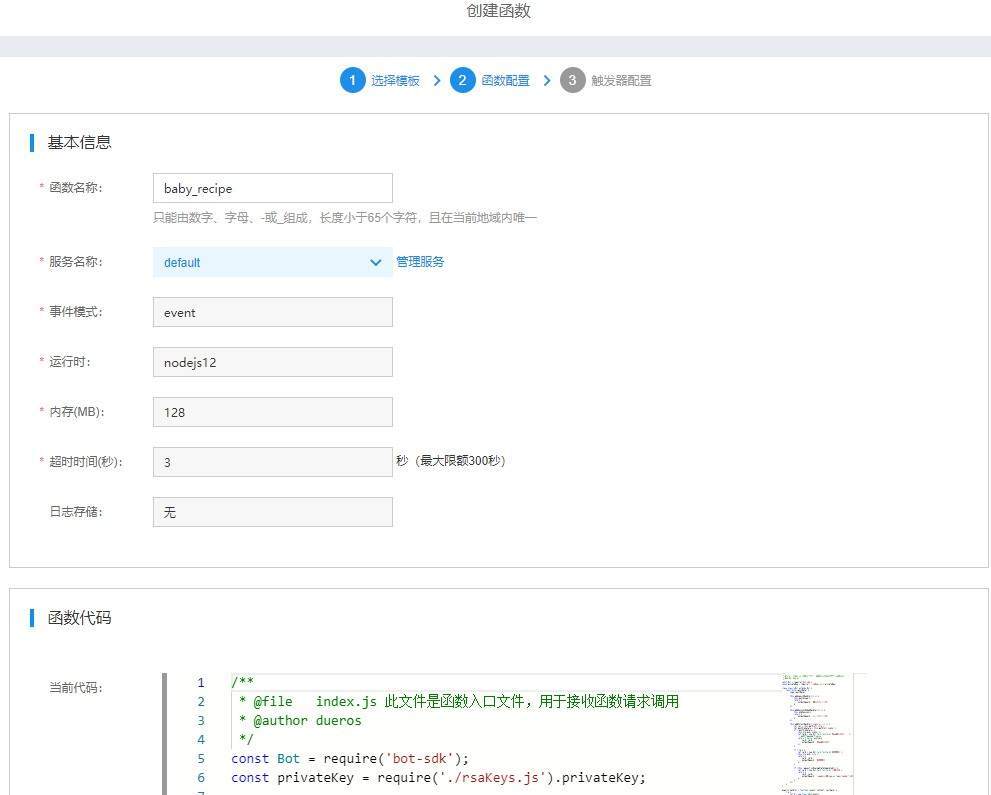 创建函数
1 选择模板 2 函数配置 3 触发器配置
基本信息
* 函数名称: baby_recipe
只能由数字、字母、-或_组成，长度小于65个字符，且在当前地域内唯一
* 服务名称: default 管理服务
* 事件模式: event
* 运行时: nodejs12
* 内存(MB): 128
* 超时时间(秒): 3 秒（最大限额300秒）
日志存储: 无
函数代码
当前代码:
1 /**
2 * @file index.js 此文件是函数入口文件，用于接收函数请求调用
3 * @author dueros
4 */
5 const Bot = require('bot-sdk');
6 const privateKey = require('./rsaKeys.js').privateKey;